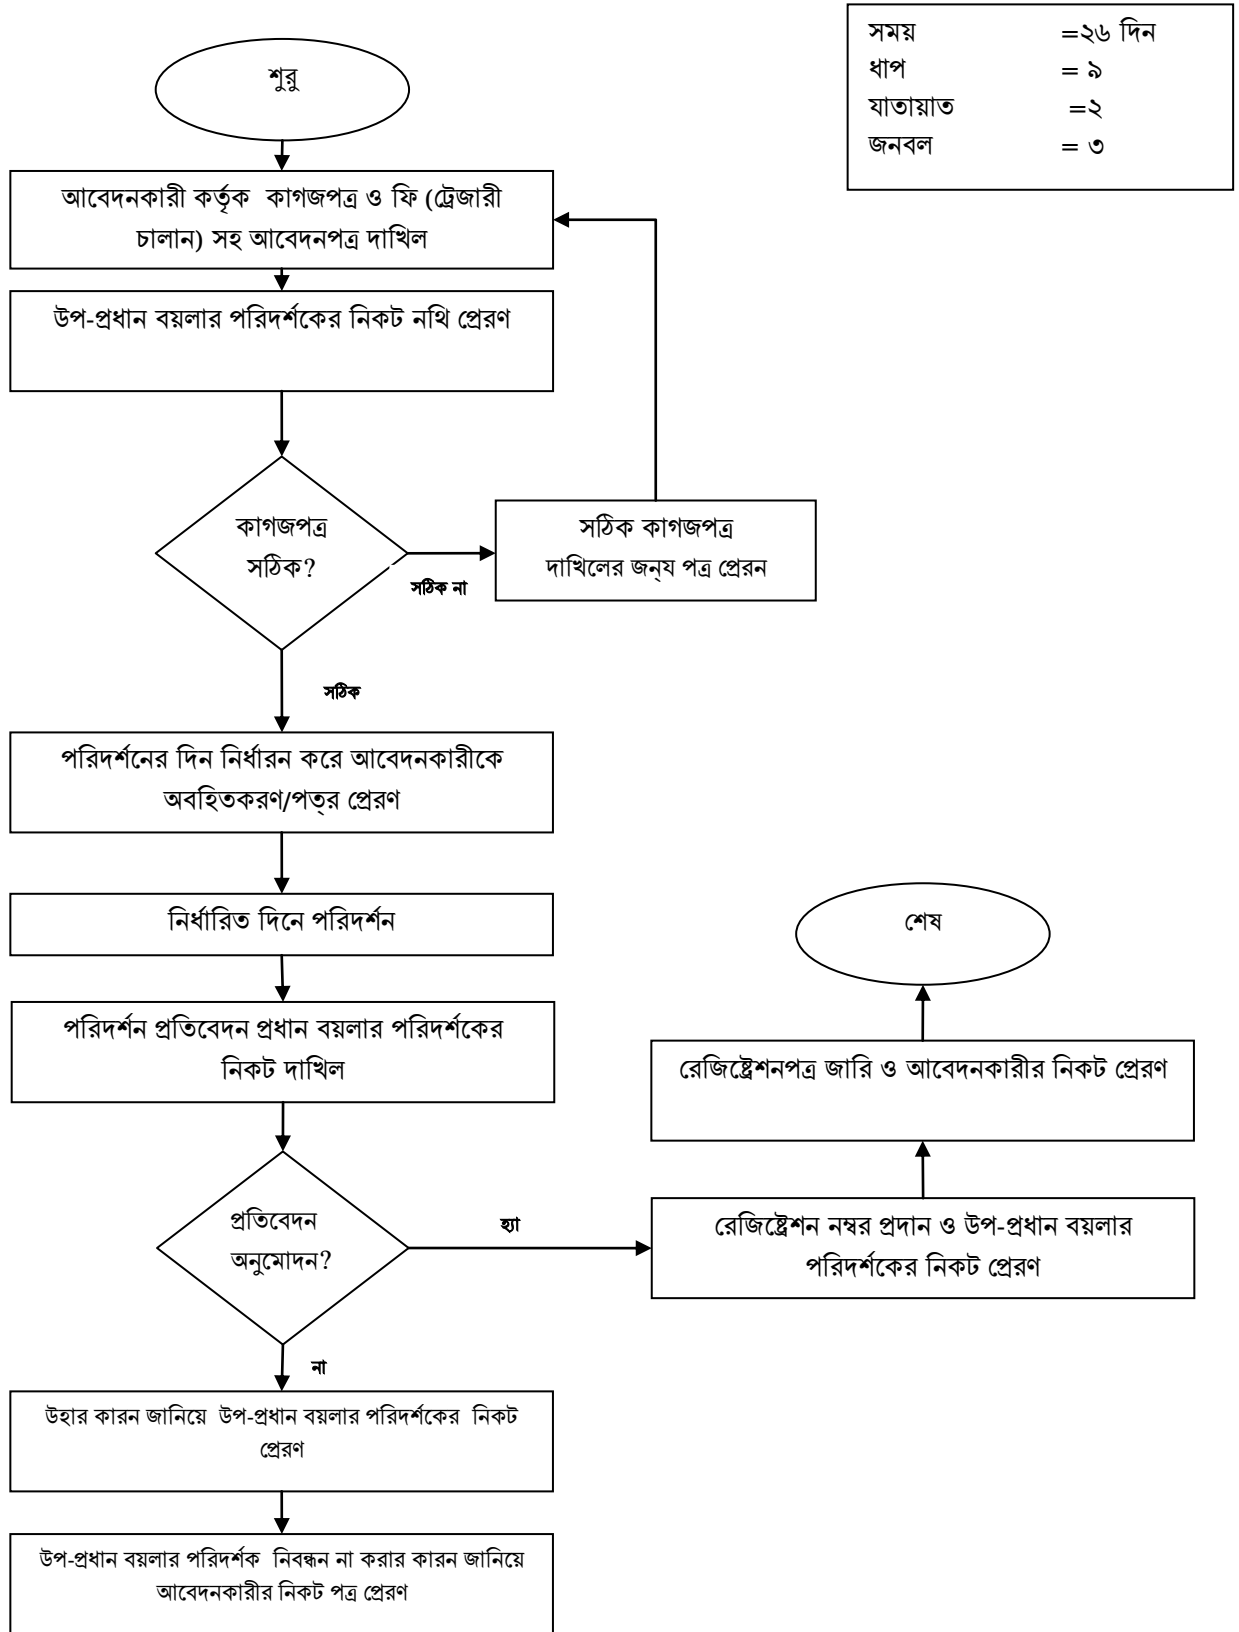 সময় =২৬ দিন
ধাপ = ৯
যাতায়াত =২
জনবল = ৩
শুরু
আবেদনকারী কর্তৃক কাগজপত্র ও ফি (ট্রেজারী
চালান) সহ আবেদনপত্র দাখিল
উপ-প্রধান বয়লার পরিদর্শকের নিকট নথি প্রেরণ
কাগজপত্র
সঠিক?
সঠিক না
সঠিক কাগজপত্র
দাখিলের জন্‌য পত্র প্রেরন
সঠিক
পরিদর্শনের দিন নির্ধারন করে আবেদনকারীকে
অবহিতকরণ/পত্‌র প্রেরণ
নির্ধারিত দিনে পরিদর্শন
পরিদর্শন প্রতিবেদন প্রধান বয়লার পরিদর্শকের
নিকট দাখিল
প্রতিবেদন
অনুমোদন?
হ্যা
রেজিষ্ট্রেশন নম্বর প্রদান ও উপ-প্রধান বয়লার
পরিদর্শকের নিকট প্রেরণ
রেজিষ্ট্রেশনপত্র জারি ও আবেদনকারীর নিকট প্রেরণ
শেষ
না
উহার কারন জানিয়ে উপ-প্রধান বয়লার পরিদর্শকের নিকট
প্রেরণ
উপ-প্রধান বয়লার পরিদর্শক নিবন্ধন না করার কারন জানিয়ে
আবেদনকারীর নিকট পত্র প্রেরণ